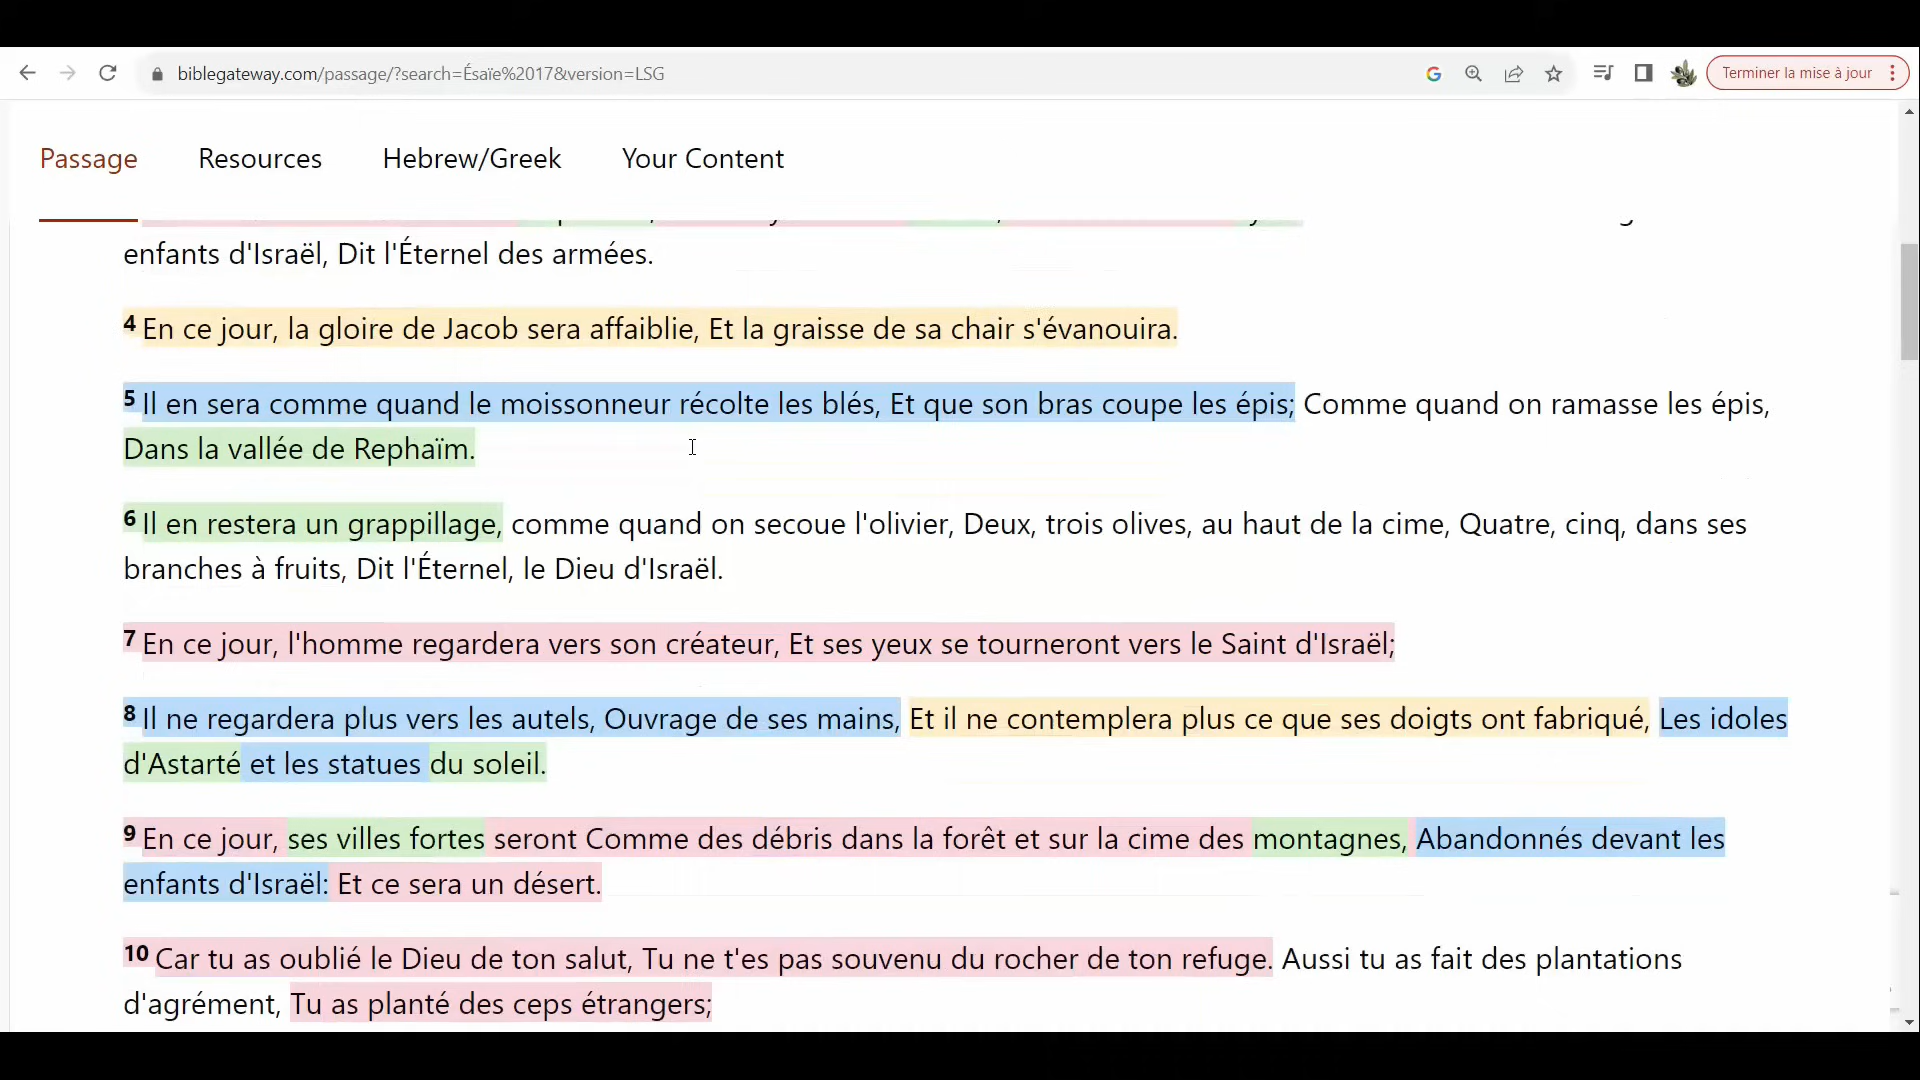 biblegateway.com/passage/?search=Ésaïe%2017&version=LSG
Terminer la mise à jour
Passage Resources Hebrew/Greek Your Content
enfants d'Israël, Dit l'Éternel des armées.
4 En ce jour, la gloire de Jacob sera affaiblie, Et la graisse de sa chair s'évanouira.
5 Il en sera comme quand le moissonneur récolte les blés, Et que son bras coupe les épis; Comme quand on ramasse les épis,
Dans la vallée de Rephaïm.
6 Il en restera un grappillage, comme quand on secoue l'olivier, Deux, trois olives, au haut de la cime, Quatre, cinq, dans ses
branches à fruits, Dit l'Éternel, le Dieu d'Israël.
7 En ce jour, l'homme regardera vers son créateur, Et ses yeux se tourneront vers le Saint d'Israël;
8 Il ne regardera plus vers les autels, Ouvrage de ses mains, Et il ne contemplera plus ce que ses doigts ont fabriqué, Les idoles
d'Astarté et les statues du soleil.
9 En ce jour, ses villes fortes seront Comme des débris dans la forêt et sur la cime des montagnes, Abandonnés devant les
enfants d'Israël: Et ce sera un désert.
10 Car tu as oublié le Dieu de ton salut, Tu ne t'es pas souvenu du rocher de ton refuge. Aussi tu as fait des plantations
d'agrément, Tu as planté des ceps étrangers;